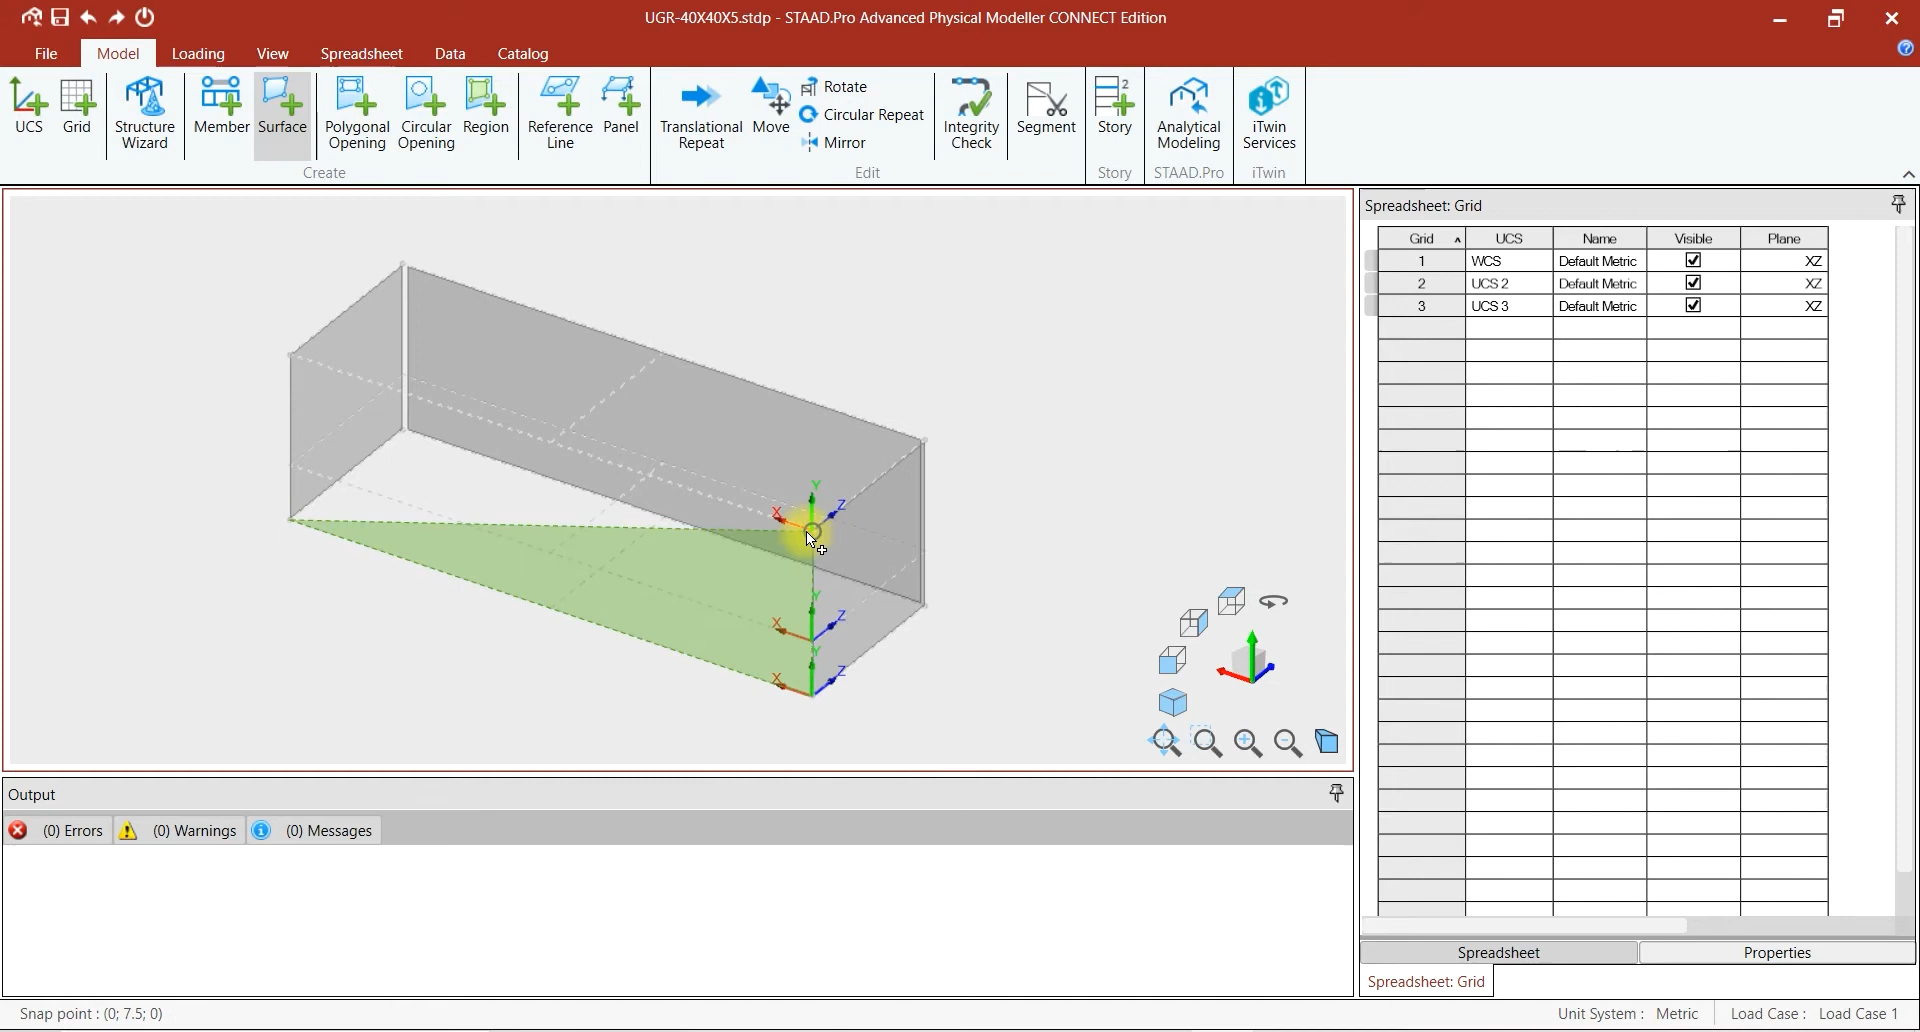 UGR-40X40X5.stdp - STAAD.Pro Advanced Physical Modeller CONNECT Edition
File Model Loading View Spreadsheet Data Catalog
UCS Grid Structure Wizard Member Surface Polygonal Opening Circular Opening Region Reference Line Panel Translational Repeat Move Rotate Circular Repeat Mirror Integrity Check Segment Story Analytical Modeling iTwin Services
Create Edit Story STAAD.Pro iTwin
Spreadsheet: Grid
Grid UCS Name Visible Plane
1 WCS Default Metric XZ
2 UCS 2 Default Metric XZ
3 UCS 3 Default Metric XZ
Y
X Z
Y
X Z
Y
X Z
Output
(0) Errors (0) Warnings (0) Messages
Spreadsheet Properties
Spreadsheet: Grid
Snap point : (0; 7.5; 0) Unit System : Metric Load Case : Load Case 1